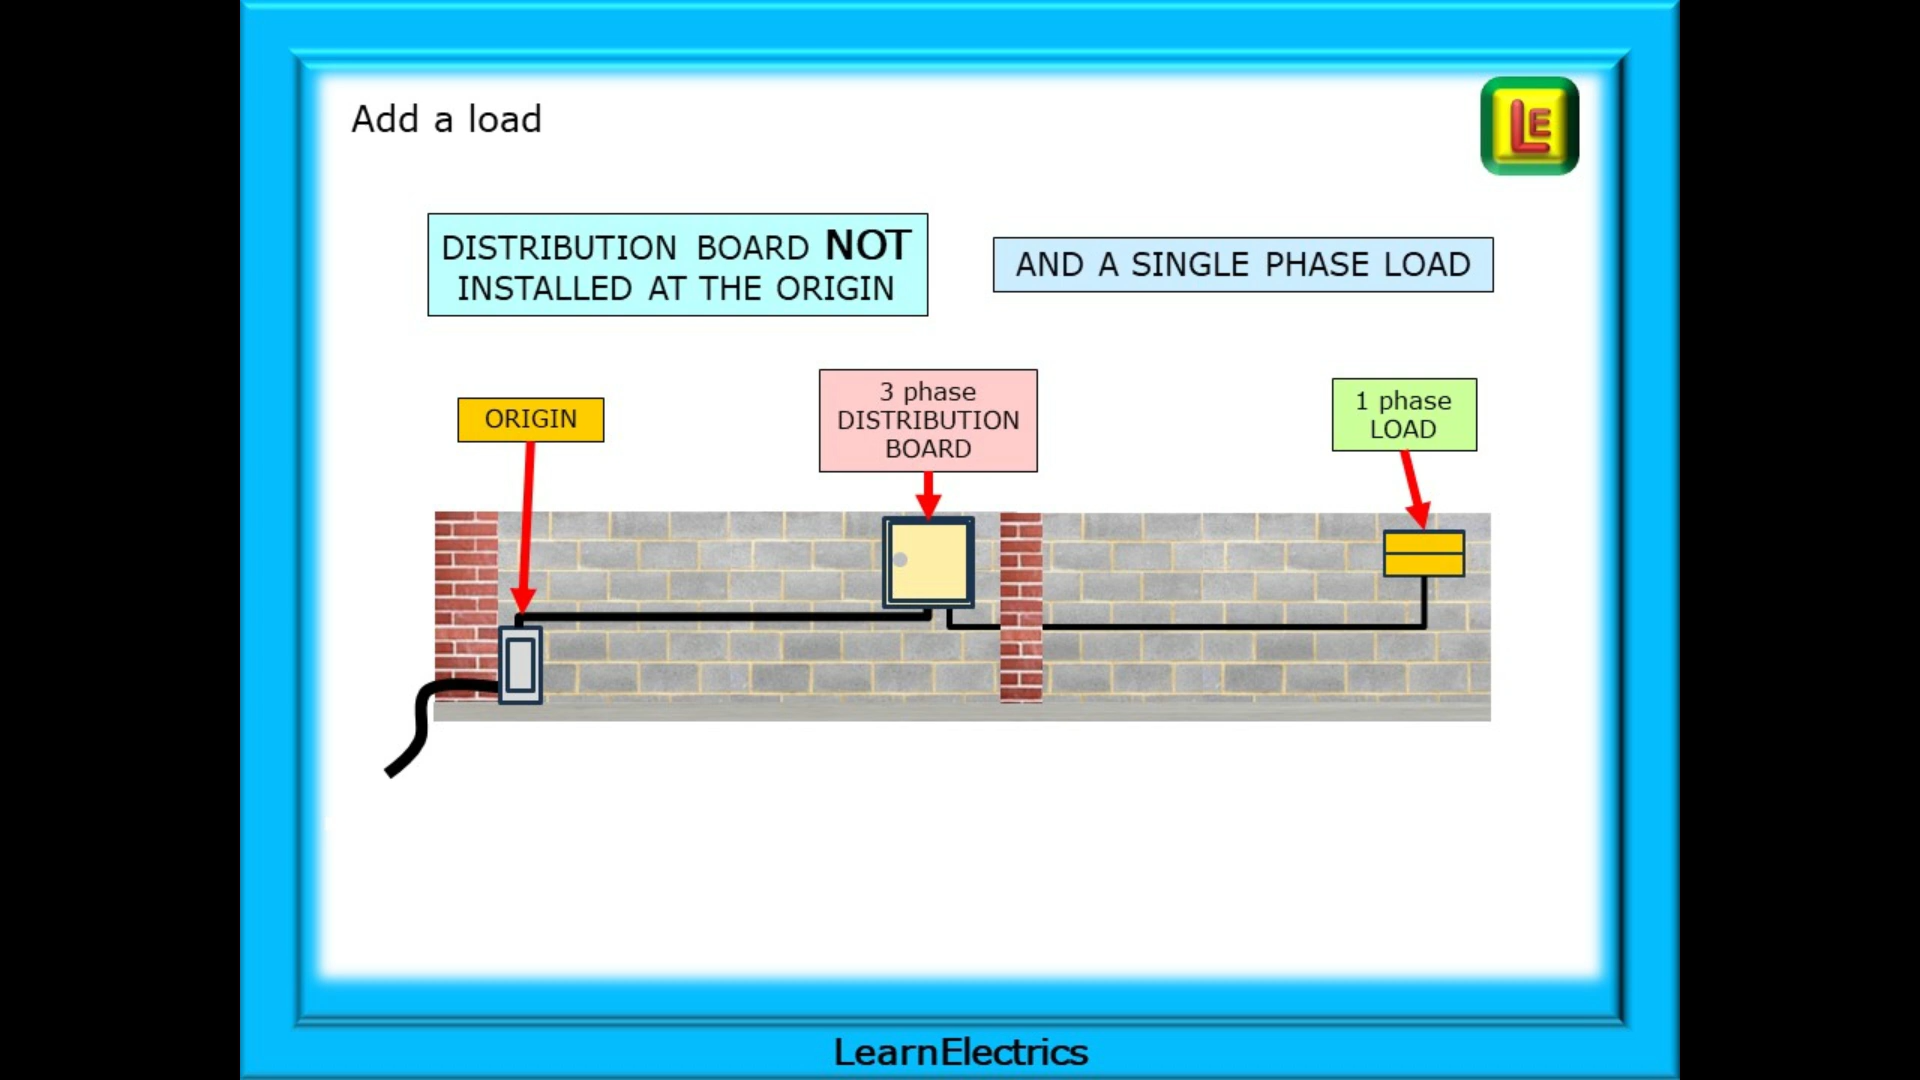 Add a load
LE
DISTRIBUTION BOARD NOT
INSTALLED AT THE ORIGIN
AND A SINGLE PHASE LOAD
ORIGIN
3 phase
DISTRIBUTION
BOARD
1 phase
LOAD
LearnElectrics